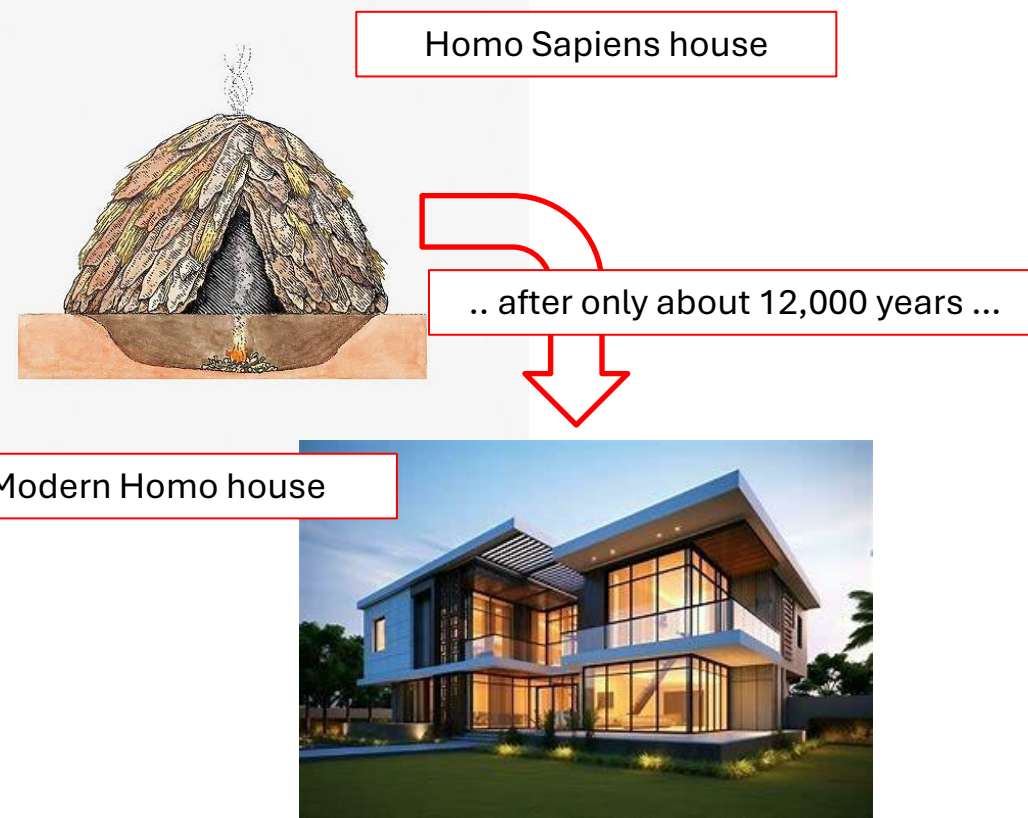 Homo Sapiens house
.. after only about 12,000 years ...
Modern Homo house